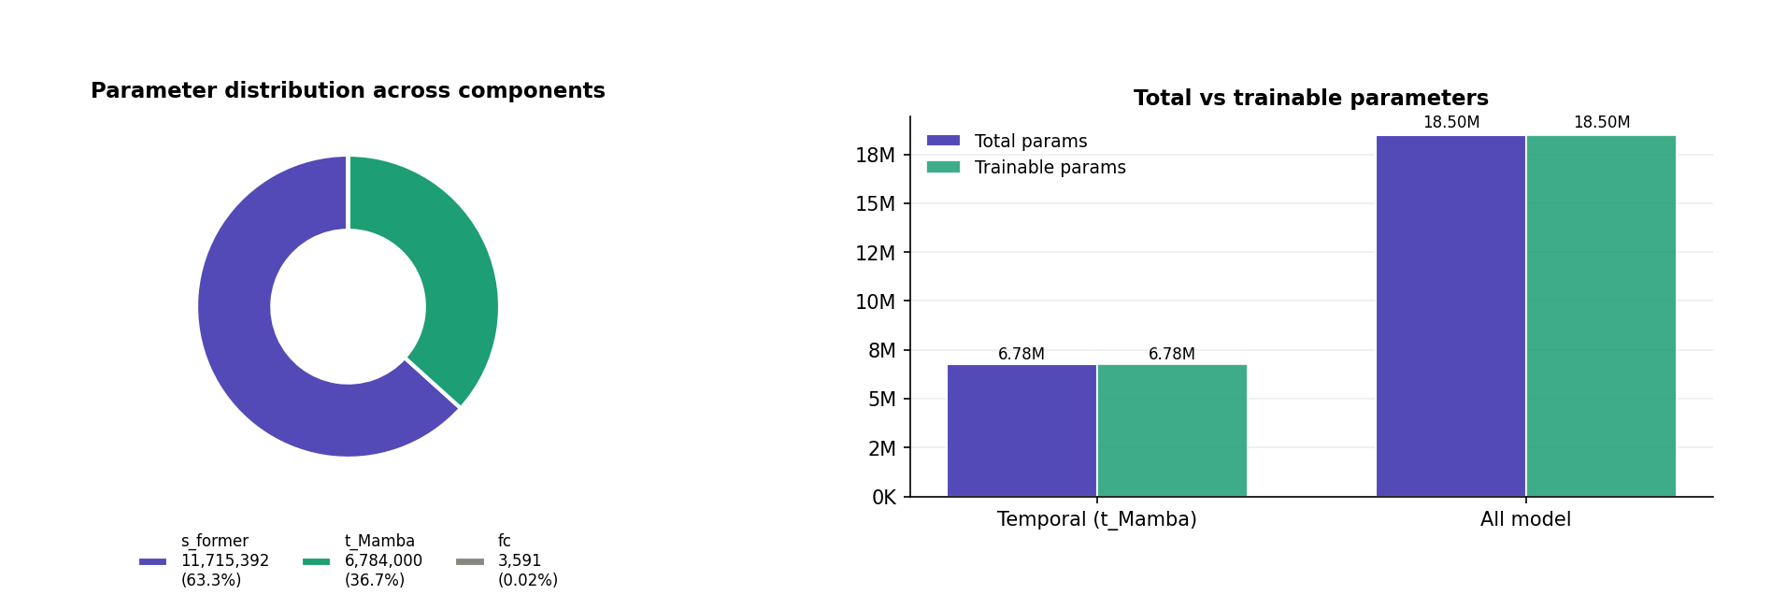 Parameter distribution across components
s_former
11,715,392
(63.3%)
t_Mamba
6,784,000
(36.7%)
fc
3,591
(0.02%)
Total vs trainable parameters
Total params
Trainable params
18M
15M
12M
10M
8M
5M
2M
0K
6.78M
6.78M
18.50M
18.50M
Temporal (t_Mamba)
All model